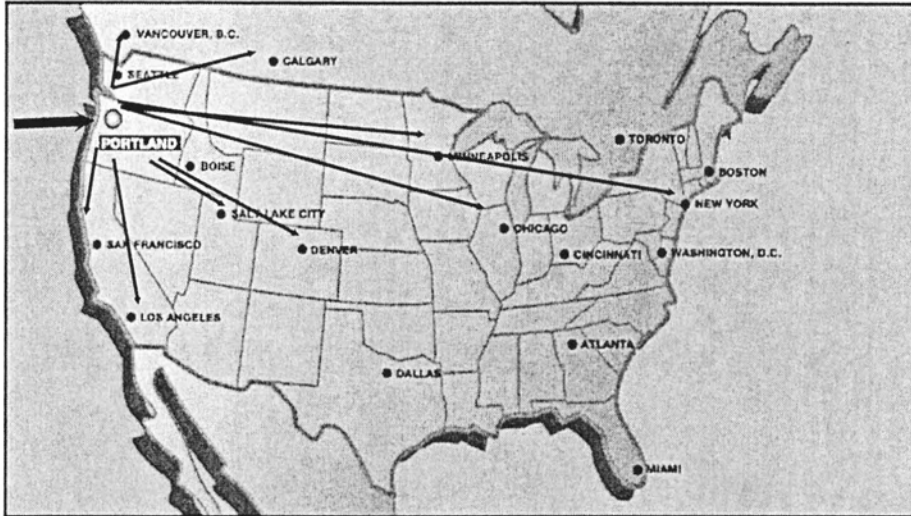 VANCOUVER, B.C.
CALGARY
SEATTLE
PORTLAND
TORONTO
MINNEAPOLIS
BOISE
BOSTON
NEW YORK
SALT LAKE CITY
CHICAGO
SAN FRANCISCO
DENVER
CINCINNATI
WASHINGTON, D.C.
LOS ANGELES
ATLANTA
DALLAS
MIAMI